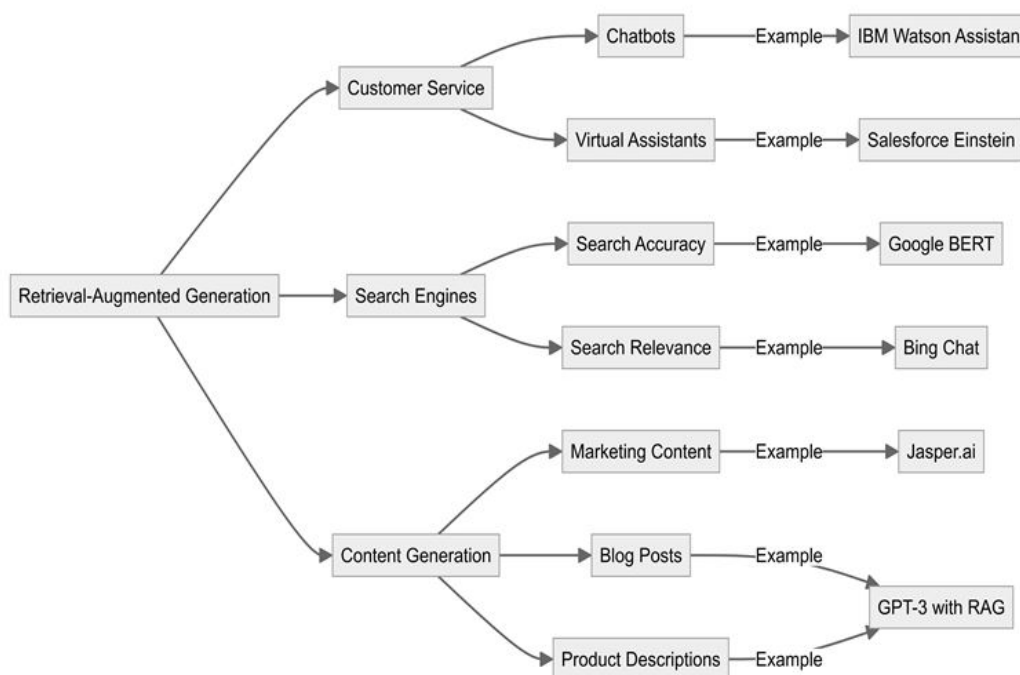 Chatbots
Example
IBM Watson Assistan
Customer Service
Virtual Assistants
Example
Salesforce Einstein
Search Accuracy
Example
Google BERT
Retrieval-Augmented Generation
Search Engines
Search Relevance
Example
Bing Chat
Marketing Content
Example
Jasper.ai
Content Generation
Blog Posts
Example
GPT-3 with RAG
Product Descriptions
Example